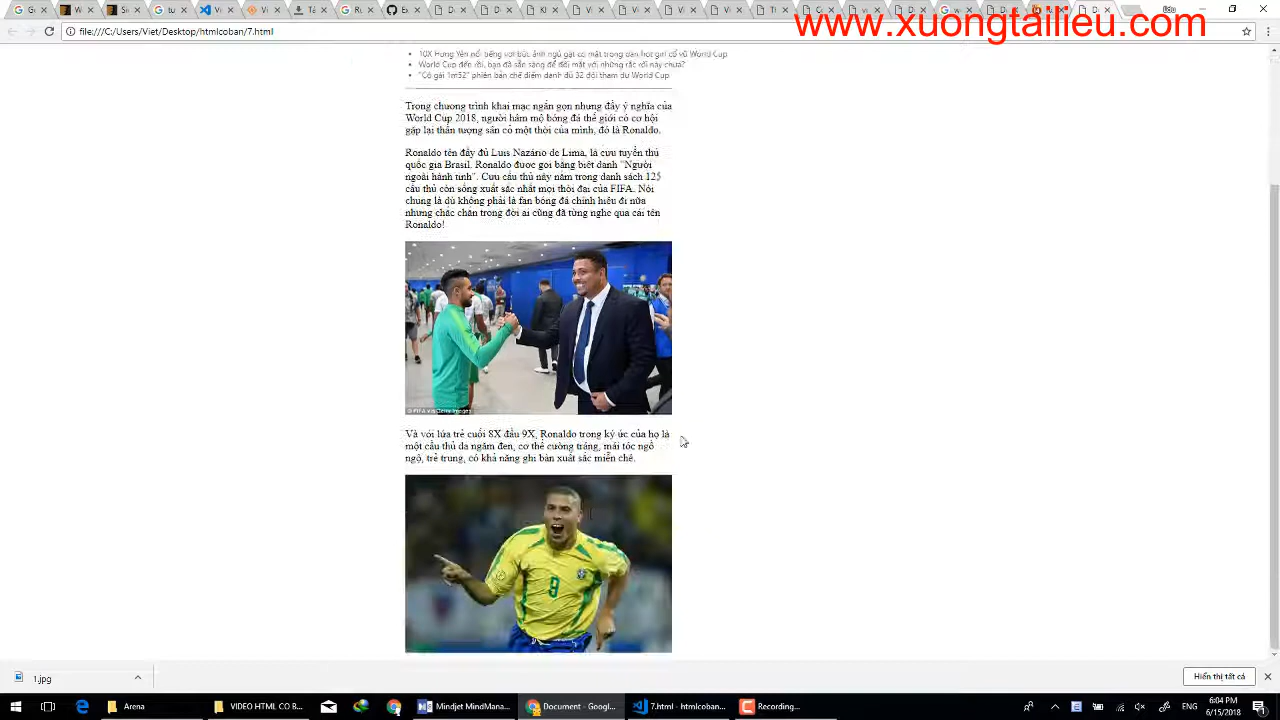 www.xuongtailieu.com
file:///C:/Users/Viet/Desktop/htmlcoban/7.html
10X Hưng Yên nổi tiếng vơi bức ảnh ngủ gật có mặt trong dàn hot girl cổ vũ World Cup
World Cup đến rồi, bạn đã sẵn sàng để đối mặt với những rắc rối này chưa?
"Cô gái 1m52" phiên bản chế điểm danh đủ 32 đội tham dự World Cup
Trong chương trình khai mạc ngắn gọn nhưng đầy ý nghĩa của
World Cup 2018, người hâm mộ bóng đá thế giới có cơ hội
gặp lại thần tượng sân cỏ một thời của mình, đó là Ronaldo.
Ronaldo tên đầy đủ Luis Nazário de Lima, là cựu tuyển thủ
quốc gia Brasil. Ronaldo được gọi bằng biệt danh "Người
ngoài hành tinh". Cựu cầu thủ này nằm trong danh sách 125
cầu thủ còn sống xuất sắc nhất mọi thời đại của FIFA. Nói
chung là dù không phải là fan bóng đá chính hiệu đi nữa
nhưng chắc chắn trong đời ai cũng đã từng nghe qua cái tên
Ronaldo!
© FIFA via Getty Images
Và với lứa trẻ cuối 8X đầu 9X, Ronaldo trong ký ức của họ là
một cầu thủ da ngăm đen, cơ thể cường tráng, mái tóc ngố
ngộ, trẻ trung, có khả năng ghi bàn xuất sắc miễn chê.
9
1.jpg
Hiển thị tất cả
Arena
VIDEO HTML CO B...
Mindjet MindMana...
Document - Googl...
7.html - htmlcoban...
Recording...
ENG
6:04 PM
6/15/2018